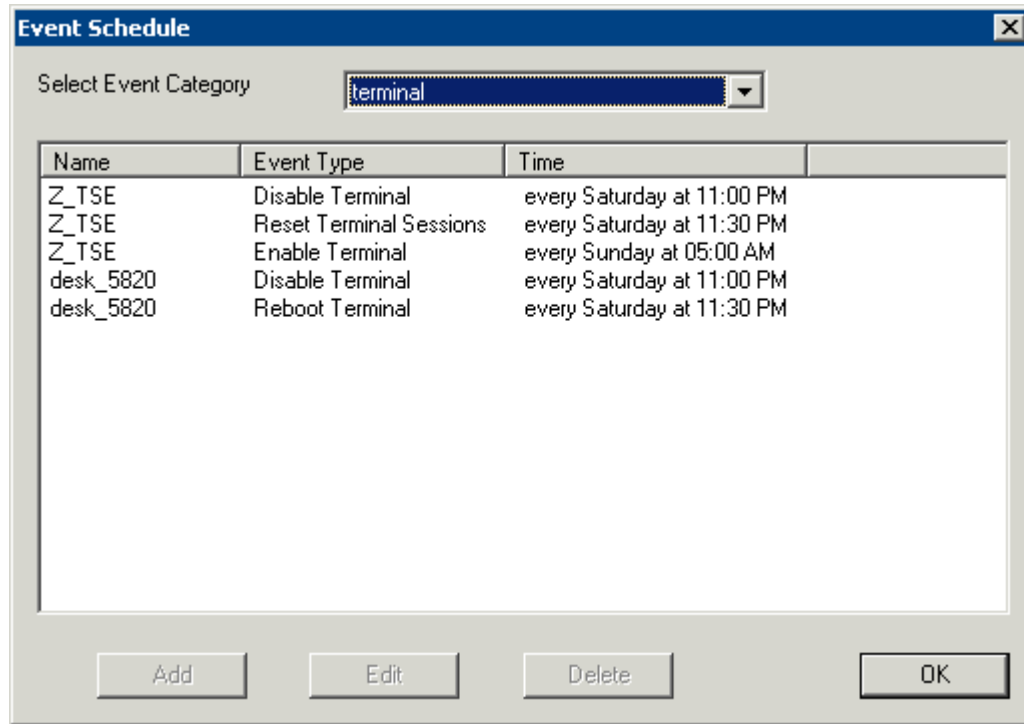 Event Schedule
Select Event Category terminal
Name Event Type Time
Z_TSE Disable Terminal every Saturday at 11:00 PM
Z_TSE Reset Terminal Sessions every Saturday at 11:30 PM
Z_TSE Enable Terminal every Sunday at 05:00 AM
desk_5820 Disable Terminal every Saturday at 11:00 PM
desk_5820 Reboot Terminal every Saturday at 11:30 PM
Add Edit Delete OK